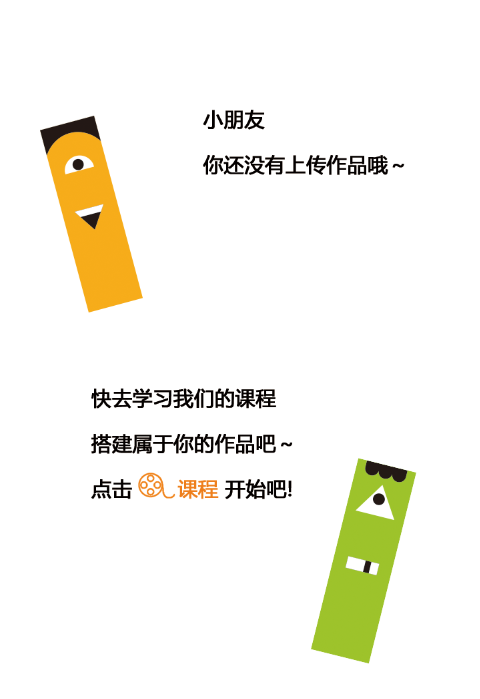 小朋友
你还没有上传作品哦~
快去学习我们的课程
搭建属于你的作品吧~
点击 课程 开始吧!